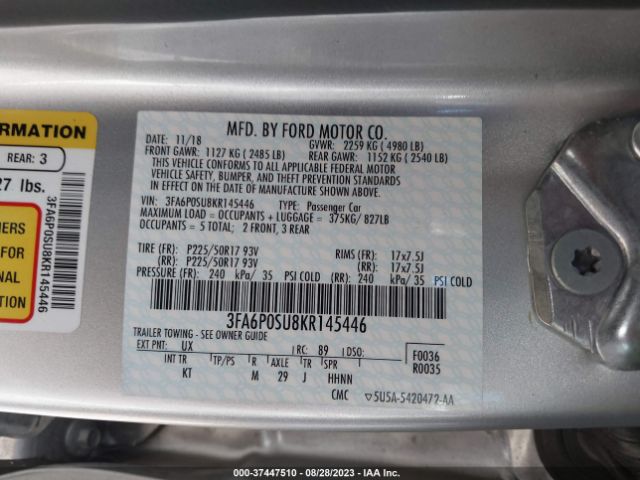 ORMATION
REAR: 3
27 lbs.
NERS
FOR
NAL
TION
3FA6P0SU8KR145446
MFD. BY FORD MOTOR CO.
DATE: 11/18 GVWR: 2259 KG ( 4980 LB)
FRONT GAWR: 1127 KG ( 2485 LB) REAR GAWR: 1152 KG ( 2540 LB)
THIS VEHICLE CONFORMS TO ALL APPLICABLE FEDERAL MOTOR
VEHICLE SAFETY, BUMPER, AND THEFT PREVENTION STANDARDS
IN EFFECT ON THE DATE OF MANUFACTURE SHOWN ABOVE.
VIN: 3FA6P0SU8KR145446 TYPE: Passenger Car
MAXIMUM LOAD = OCCUPANTS + LUGGAGE = 375KG/ 827LB
OCCUPANTS = 5 TOTAL; 2 FRONT, 3 REAR
TIRE (FR): P225/50R17 93V RIMS (FR): 17x7.5J
(RR): P225/50R17 93V (RR): 17x7.5J
PRESSURE (FR): 240 kPa/ 35 PSI COLD (RR): 240 kPa/ 35 PSI COLD
3FA6P0SU8KR145446
TRAILER TOWING - SEE OWNER GUIDE
EXT PNT: UX RC: 89 DSO: F0036
INT TR TP/PS R AXLE TR SPR R0035
KT M 29 J HHNN
CMC ▽5U5A-5420472-AA
000-37447510 | 08/28/2023 | IAA Inc.